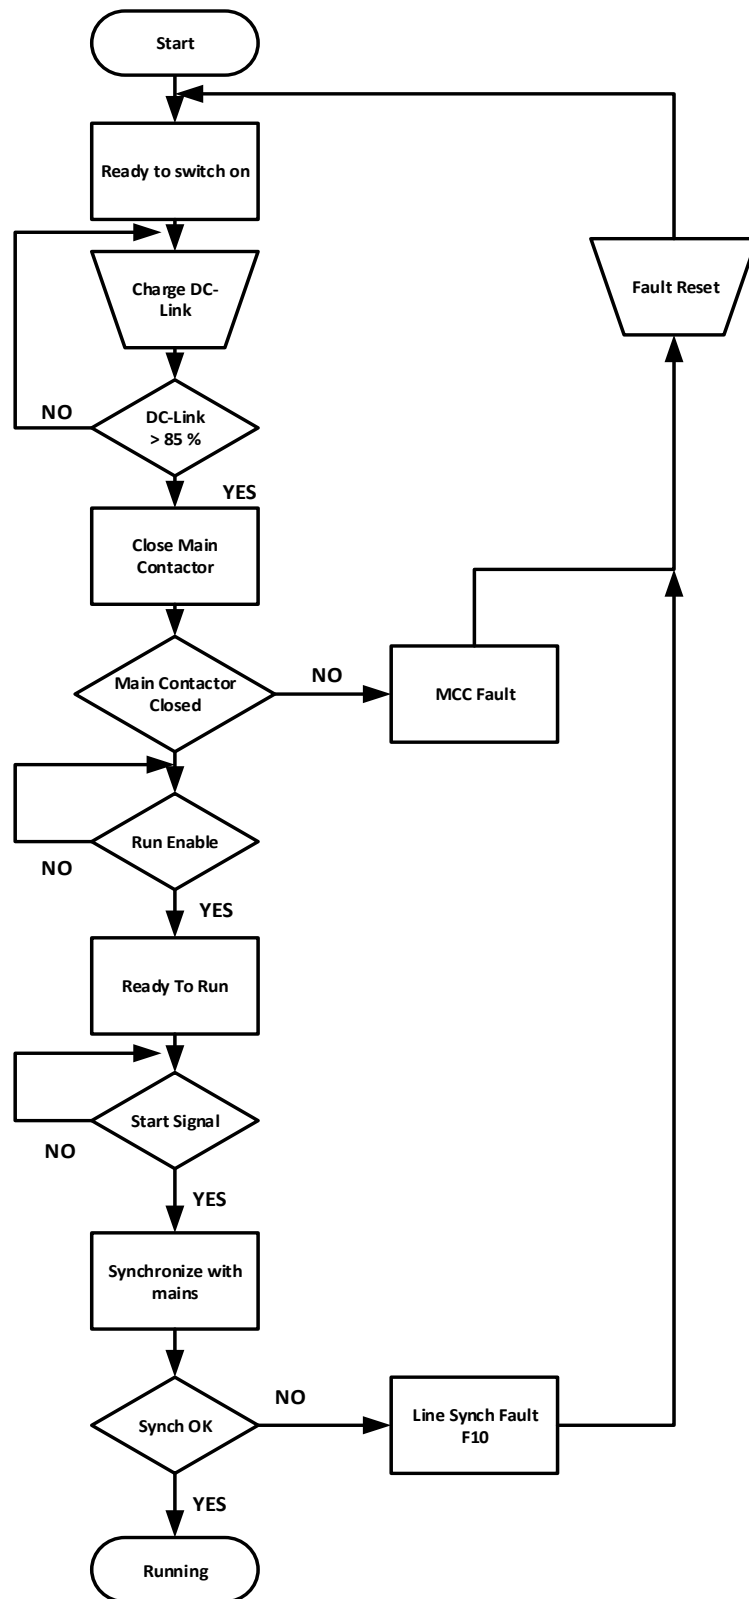 Start
Ready to switch on
Charge DC-
Link
Fault Reset
NO
DC-Link
> 85 %
YES
Close Main
Contactor
Main Contactor
Closed
NO
MCC Fault
Run Enable
NO
YES
Ready To Run
Start Signal
NO
YES
Synchronize with
mains
Synch OK
NO
Line Synch Fault
F10
YES
Running